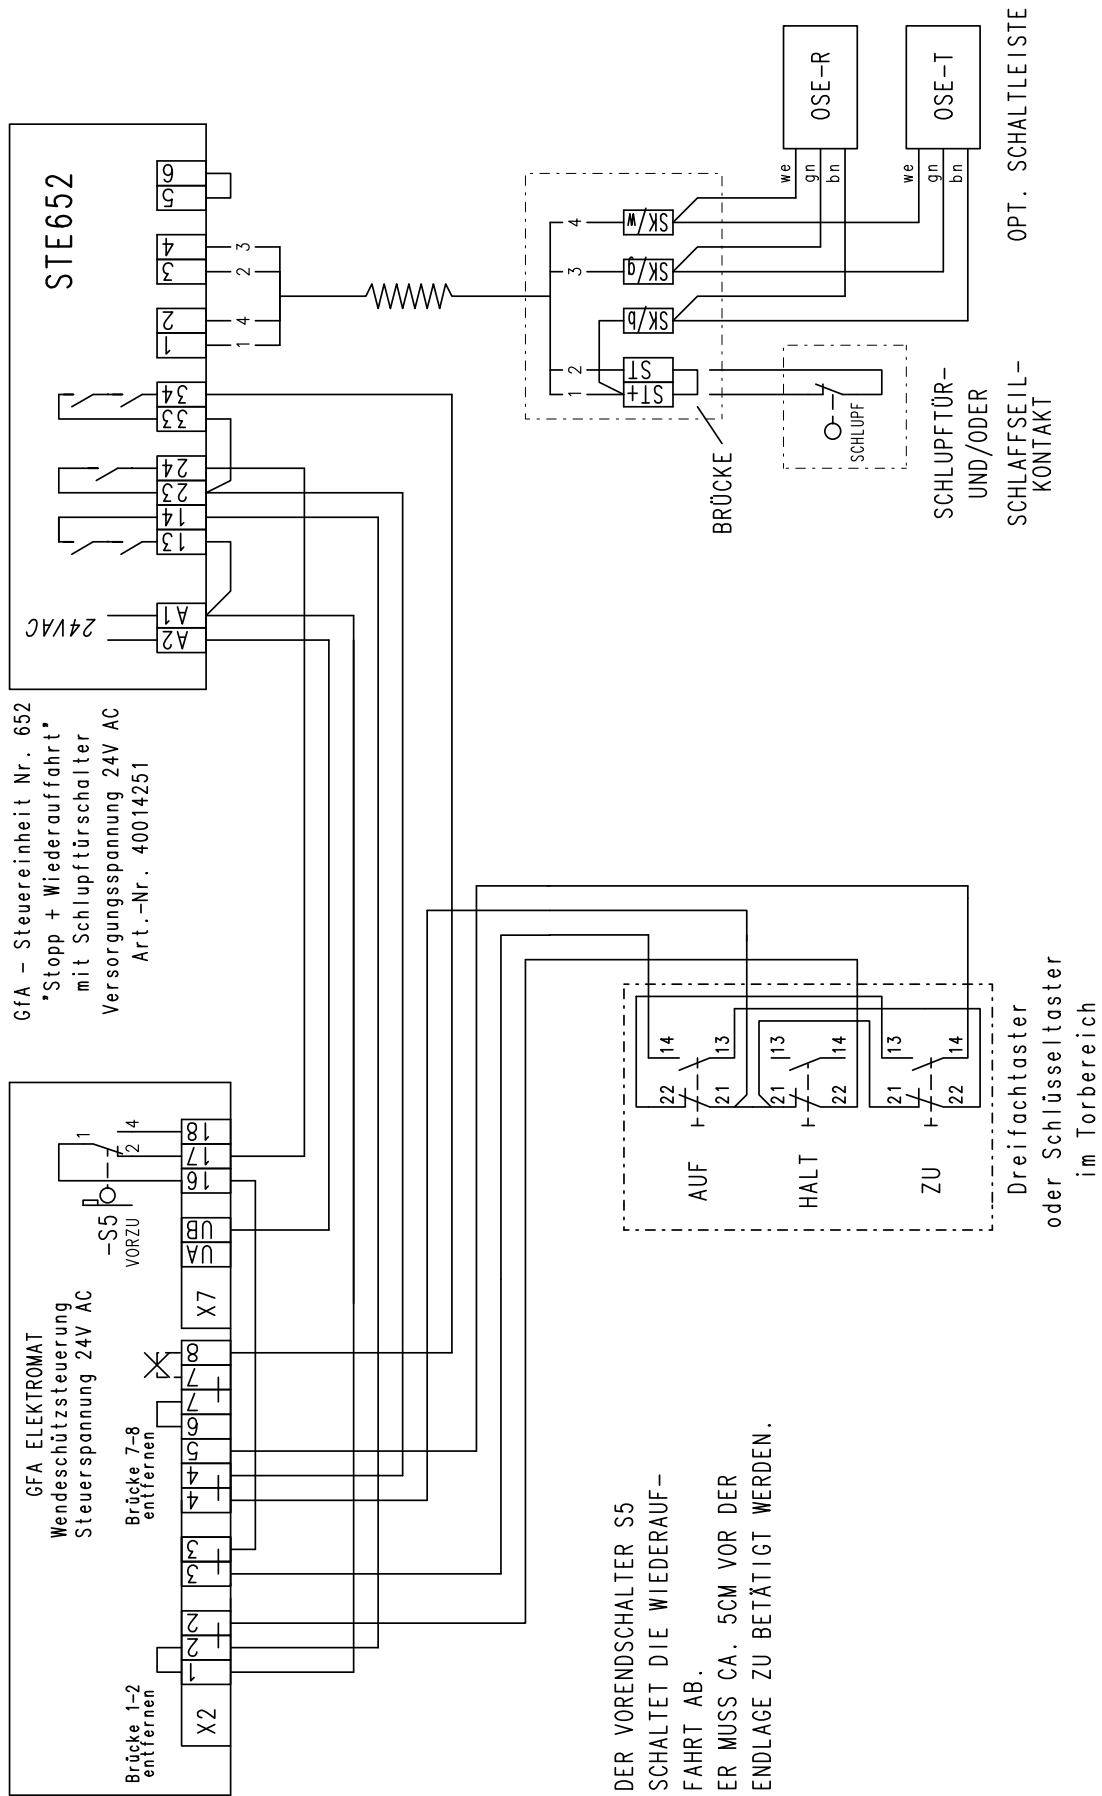 GFA ELEKTROMAT
Wendeschützsteuerung
Steuerspannung 24V AC
Brücke 1-2
entfernen
Brücke 7-8
entfernen
-S5
VORZU
1
2
4
X2
1
2
2
3
3
4
4
5
6
7
7
8
X7
UA
UB
16
17
18
GfA - Steuereinheit Nr. 652
"Stopp + Wiederauffahrt"
mit Schlupftürschalter
Versorgungsspannung 24V AC
Art.-Nr. 40014251
STE652
24VAC
A2
A1
13
14
23
24
33
34
1
2
3
4
5
6
1
4
2
3
1
2
3
4
ST+
ST
SK/b
SK/g
SK/w
BRÜCKE
SCHLUPF
SCHLUPFTÜR-
UND/ODER
SCHLAFFSEIL-
KONTAKT
OSE-R
we
gn
bn
OSE-T
we
gn
bn
OPT. SCHALTLEISTE
DER VORENDSCHALTER S5
SCHALTET DIE WIEDERAUF-
FAHRT AB.
ER MUSS CA. 5CM VOR DER
ENDLAGE ZU BETÄTIGT WERDEN.
AUF
22
14
21
13
HALT
21
13
22
14
ZU
21
13
22
14
Dreifachtaster
oder Schlüsseltaster
im Torbereich